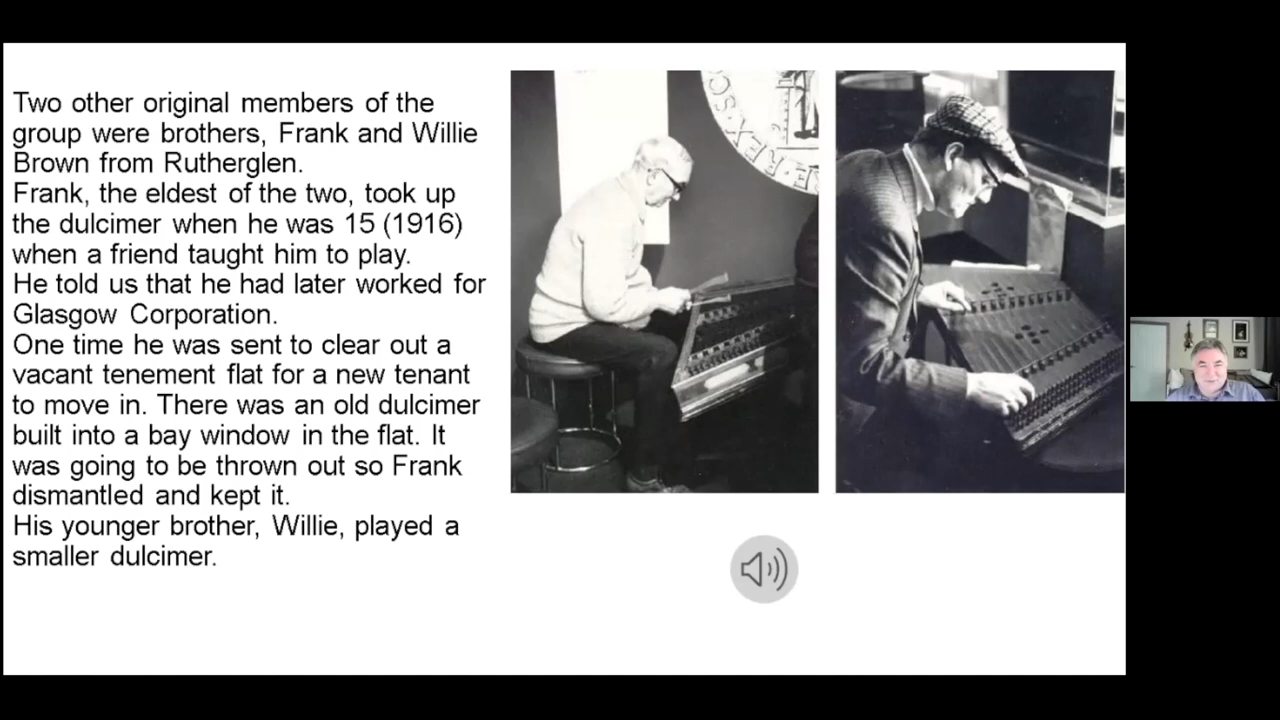 Two other original members of the
group were brothers, Frank and Willie
Brown from Rutherglen.
Frank, the eldest of the two, took up
the dulcimer when he was 15 (1916)
when a friend taught him to play.
He told us that he had later worked for
Glasgow Corporation.
One time he was sent to clear out a
vacant tenement flat for a new tenant
to move in. There was an old dulcimer
built into a bay window in the flat. It
was going to be thrown out so Frank
dismantled and kept it.
His younger brother, Willie, played a
smaller dulcimer.
REX